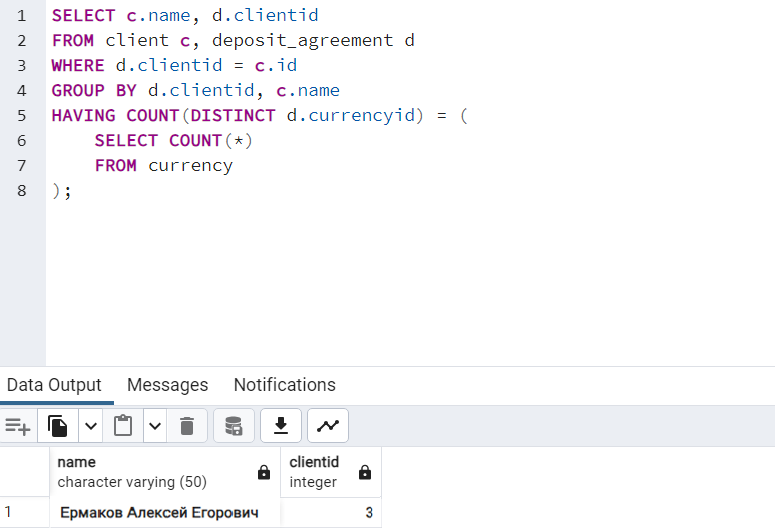 1 SELECT c.name, d.clientid
2 FROM client c, deposit_agreement d
3 WHERE d.clientid = c.id
4 GROUP BY d.clientid, c.name
5 HAVING COUNT(DISTINCT d.currencyid) = (
6     SELECT COUNT(*)
7     FROM currency
8 );
Data Output Messages Notifications
name clientid
character varying (50) integer
1 Ермаков Алексей Егорович 3